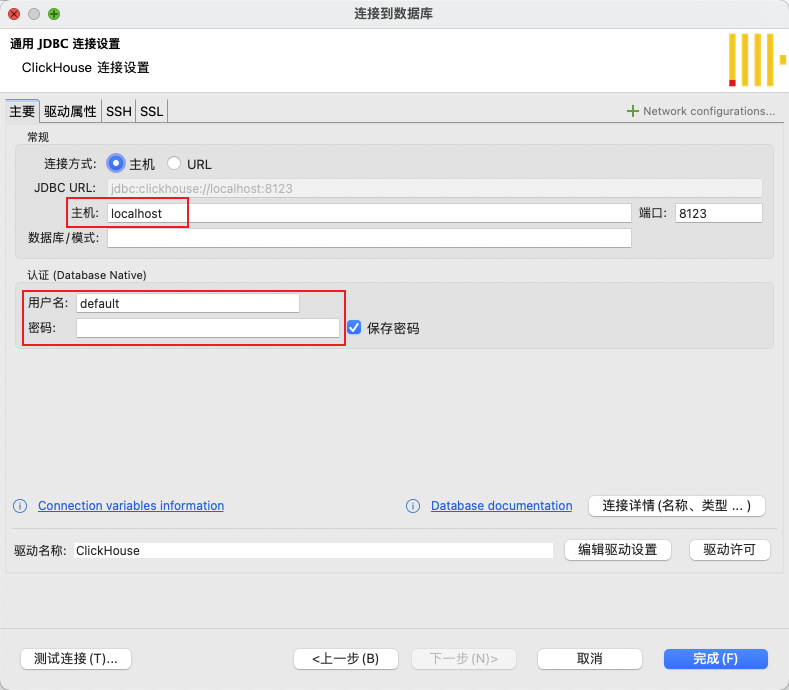 连接到数据库
通用 JDBC 连接设置
ClickHouse 连接设置
主要 驱动属性 SSH SSL Network configurations...
常规
连接方式: 主机 URL
JDBC URL: jdbc:clickhouse://localhost:8123
主机: localhost 端口: 8123
数据库/模式:
认证 (Database Native)
用户名: default
密码: 保存密码
Connection variables information Database documentation 连接详情(名称、类型 ... )
驱动名称: ClickHouse 编辑驱动设置 驱动许可
测试连接(T)... <上一步(B) 下一步(N)> 取消 完成(F)